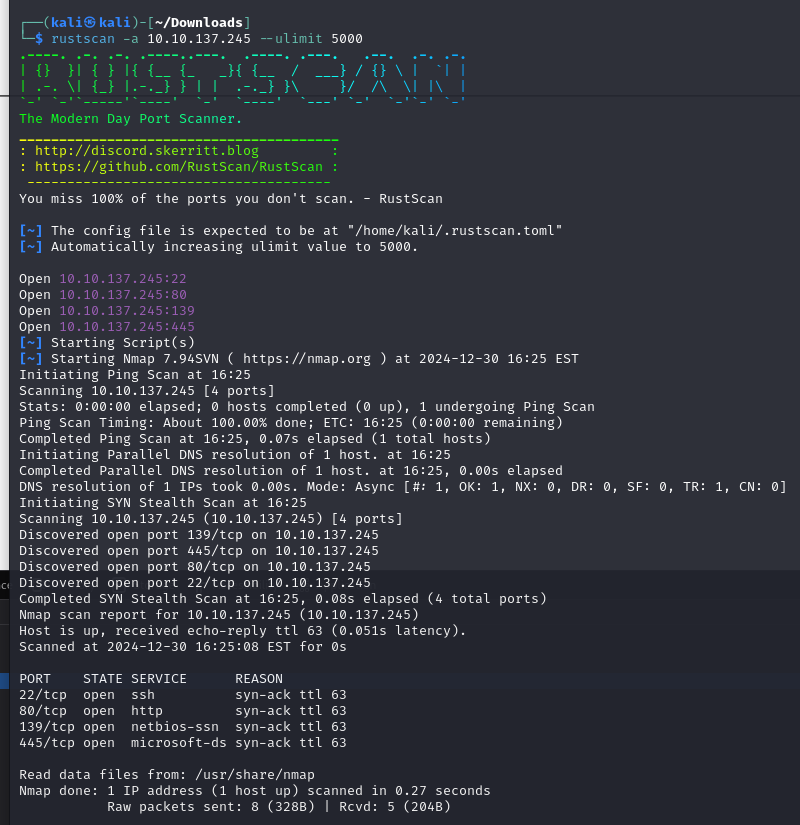 ┌──(kali㉿kali)-[~/Downloads]
└─$ rustscan -a 10.10.137.245 --ulimit 5000
.----. .-. .-. .----..---.  .----. .---.   .--.  .-. .-.
| {}  }| { } |{ {__ {_   _}{ {__  /  ___} / {} \ |  `| |
| .-. \| {_} |.-._} } | |  .-._} }\     }/  /\  \| |\  |
`-' `-'`-----'`----'  `-'  `----'  `---' `-'  `-'`-' `-'
The Modern Day Port Scanner.
________________________________________
: http://discord.skerritt.blog         :
: https://github.com/RustScan/RustScan :
 --------------------------------------
You miss 100% of the ports you don't scan. - RustScan
[~] The config file is expected to be at "/home/kali/.rustscan.toml"
[~] Automatically increasing ulimit value to 5000.
Open 10.10.137.245:22
Open 10.10.137.245:80
Open 10.10.137.245:139
Open 10.10.137.245:445
[~] Starting Script(s)
[~] Starting Nmap 7.94SVN ( https://nmap.org ) at 2024-12-30 16:25 EST
Initiating Ping Scan at 16:25
Scanning 10.10.137.245 [4 ports]
Stats: 0:00:00 elapsed; 0 hosts completed (0 up), 1 undergoing Ping Scan
Ping Scan Timing: About 100.00% done; ETC: 16:25 (0:00:00 remaining)
Completed Ping Scan at 16:25, 0.07s elapsed (1 total hosts)
Initiating Parallel DNS resolution of 1 host. at 16:25
Completed Parallel DNS resolution of 1 host. at 16:25, 0.00s elapsed
DNS resolution of 1 IPs took 0.00s. Mode: Async [#: 1, OK: 1, NX: 0, DR: 0, SF: 0, TR: 1, CN: 0]
Initiating SYN Stealth Scan at 16:25
Scanning 10.10.137.245 (10.10.137.245) [4 ports]
Discovered open port 139/tcp on 10.10.137.245
Discovered open port 445/tcp on 10.10.137.245
Discovered open port 80/tcp on 10.10.137.245
Discovered open port 22/tcp on 10.10.137.245
Completed SYN Stealth Scan at 16:25, 0.08s elapsed (4 total ports)
Nmap scan report for 10.10.137.245 (10.10.137.245)
Host is up, received echo-reply ttl 63 (0.051s latency).
Scanned at 2024-12-30 16:25:08 EST for 0s
PORT    STATE SERVICE      REASON
22/tcp  open  ssh          syn-ack ttl 63
80/tcp  open  http         syn-ack ttl 63
139/tcp open  netbios-ssn  syn-ack ttl 63
445/tcp open  microsoft-ds syn-ack ttl 63
Read data files from: /usr/share/nmap
Nmap done: 1 IP address (1 host up) scanned in 0.27 seconds
           Raw packets sent: 8 (328B) | Rcvd: 5 (204B)